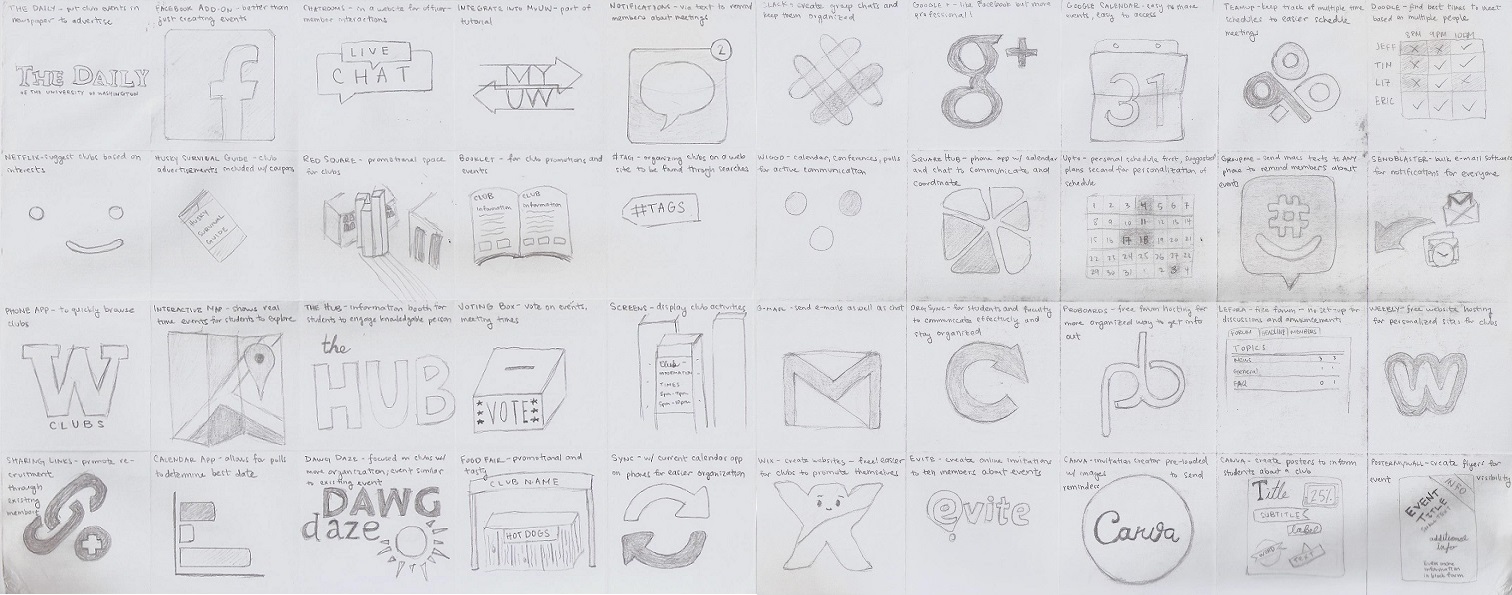 THE DAILY - put club events in
newspaper to advertise
THE DAILY
OF THE UNIVERSITY OF WASHINGTON
FACEBOOK ADD-ON - better than
just creating events
f
CHATROOMS - in a website for officer-
member interactions
LIVE
CHAT
INTEGRATE INTO MYUW - part of
tutorial
MY
UW
NOTIFICATIONS - via text to remind
members about meetings
2
SLACK - create group chats and
keep them organized
GOOGLE + - like Facebook but more
professional!
g+
GOOGLE CALENDAR - easy to make
events, easy to access
31
TEAMUP - keep track of multiple time
schedules to easier schedule
meetings
DOODLE - find best times to meet
based on multiple people
8PM 9PM 10PM
JEFF
TIN
LIZ
ERIC
NETFLIX - suggest clubs based on
interests
HUSKY SURVIVAL GUIDE - club
advertisements included w/ coupons
HUSKY
SURVIVAL
GUIDE
RED SQUARE - promotional space
for clubs
BOOKLET - for club promotions and
events
CLUB
Information
CLUB
Information
#TAG - organizing clubs on a web
site to be found through searches
#TAGS
WIGGIO - calendar, conferences, polls
for active communication
SQUARE HUB - phone app w/ calendar
and chat to communicate and
coordinate
UPTO - personal schedule first, suggested
plans second for personalization of
schedule
1 2 3 4 5 6 7
8 9 10 11 12 13 14
15 16 17 18 19 20 21
22 23 24 25 26 27 28
29 30 31 1 2 3 4
GROUPME - send mass texts to ANY
phone to remind members about
events
#
SENDBLASTER - bulk e-mail software
for notifications for everyone
PHONE APP - to quickly browse
clubs
W
CLUBS
INTERACTIVE MAP - shows real
time events for students to explore
THE HUB - information booth for
students to engage knowledgable person
the
HUB
VOTING BOX - vote on events,
meeting times
VOTE
SCREENS - display club activities
Club
INFORMATION
TIMES
G-MAIL - send e-mails as well as chat
ORGSYNC - for students and faculty
to communicate effectively and
stay organized
PROBOARDS - free forum hosting for
more organized way to get info
out
pb
LEFORA - free forum - no set-up for
discussions and announcements
FORUM HEADLINE MEMBERS
TOPICS
News
General
FAQ
WEEBLY - free website hosting
for personalized sites for clubs
W
SHARING LINKS - promote re-
cruitment
through
existing
members
CALENDAR APP - allows for polls
to determine best date
DAWG DAZE - focused on clubs w/
more organization, event similar
to existing event
DAWG
daze
FOOD FAIR - promotional and
tasty
CLUB NAME
HOT DOGS
SYNC - w/ current calendar app
on phones for easier organization
WIX - create websites - free! easier
for clubs to promote themselves
EVITE - create online invitations
to ten members about events
evite
CANVA - invitation creator pre-loaded
w/ images to send
reminders
Canva
CANVA - create posters to inform
students about a club
Title
25%
SUBTITLE
label
WORD
TEXT
POSTERMYWALL - create flyers for
event visibility
INFO
EVENT
TITLE
additional
info
Even more
information
in block form